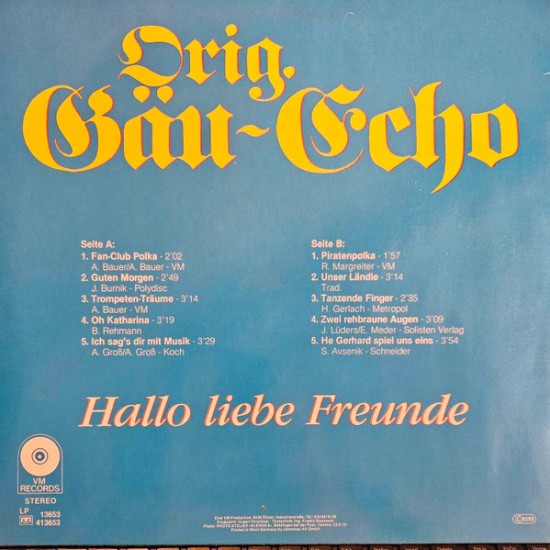 Orig.
Gäu-Echo
Seite A:
1. Fan-Club Polka · 2'02
A. Bauer/A. Bauer · VM
2. Guten Morgen · 2'49
J. Burnik · Polydisc
3. Trompeten-Träume · 3'14
A. Bauer · VM
4. Oh Katharina · 3'19
B. Rehmann
5. Ich sag's dir mit Musik · 3'29
A. Groß/A. Groß · Koch
Seite B:
1. Piratenpolka · 1'57
R. Margreiter · VM
2. Unser Ländle · 3'14
Trad.
3. Tanzende Finger · 2'35
H. Gerlach · Metropol
4. Zwei rehbraune Augen · 3'09
J. Lüders/E. Meder · Solisten Verlag
5. He Gerhard spiel uns eins · 3'54
S. Avsenik · Schneider
Hallo liebe Freunde
VM
RECORDS
STEREO
LP 13653
413653